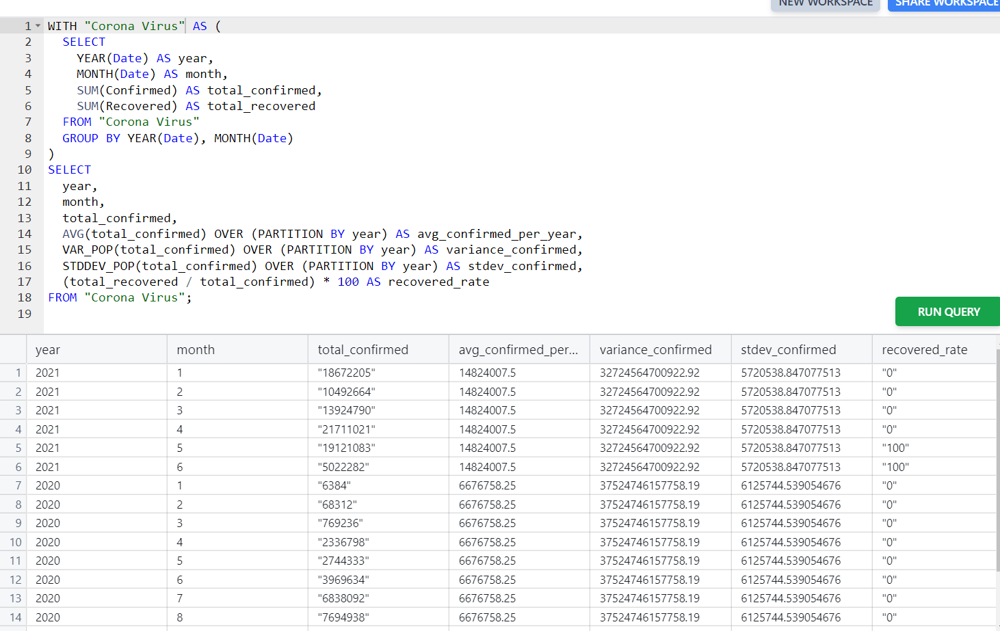 NEW WORKSPACE SHARE WORKSPACE
1 WITH "Corona Virus" AS (
2 SELECT
3 YEAR(Date) AS year,
4 MONTH(Date) AS month,
5 SUM(Confirmed) AS total_confirmed,
6 SUM(Recovered) AS total_recovered
7 FROM "Corona Virus"
8 GROUP BY YEAR(Date), MONTH(Date)
9 )
10 SELECT
11 year,
12 month,
13 total_confirmed,
14 AVG(total_confirmed) OVER (PARTITION BY year) AS avg_confirmed_per_year,
15 VAR_POP(total_confirmed) OVER (PARTITION BY year) AS variance_confirmed,
16 STDDEV_POP(total_confirmed) OVER (PARTITION BY year) AS stdev_confirmed,
17 (total_recovered / total_confirmed) * 100 AS recovered_rate
18 FROM "Corona Virus";
19
RUN QUERY
year month total_confirmed avg_confirmed_per... variance_confirmed stdev_confirmed recovered_rate
1 2021 1 "18672205" 14824007.5 32724564700922.92 5720538.847077513 "0"
2 2021 2 "10492664" 14824007.5 32724564700922.92 5720538.847077513 "0"
3 2021 3 "13924790" 14824007.5 32724564700922.92 5720538.847077513 "0"
4 2021 4 "21711021" 14824007.5 32724564700922.92 5720538.847077513 "0"
5 2021 5 "19121083" 14824007.5 32724564700922.92 5720538.847077513 "100"
6 2021 6 "5022282" 14824007.5 32724564700922.92 5720538.847077513 "100"
7 2020 1 "6384" 6676758.25 37524746157758.19 6125744.539054676 "0"
8 2020 2 "68312" 6676758.25 37524746157758.19 6125744.539054676 "0"
9 2020 3 "769236" 6676758.25 37524746157758.19 6125744.539054676 "0"
10 2020 4 "2336798" 6676758.25 37524746157758.19 6125744.539054676 "0"
11 2020 5 "2744333" 6676758.25 37524746157758.19 6125744.539054676 "0"
12 2020 6 "3969634" 6676758.25 37524746157758.19 6125744.539054676 "0"
13 2020 7 "6838092" 6676758.25 37524746157758.19 6125744.539054676 "0"
14 2020 8 "7694938" 6676758.25 37524746157758.19 6125744.539054676 "0"